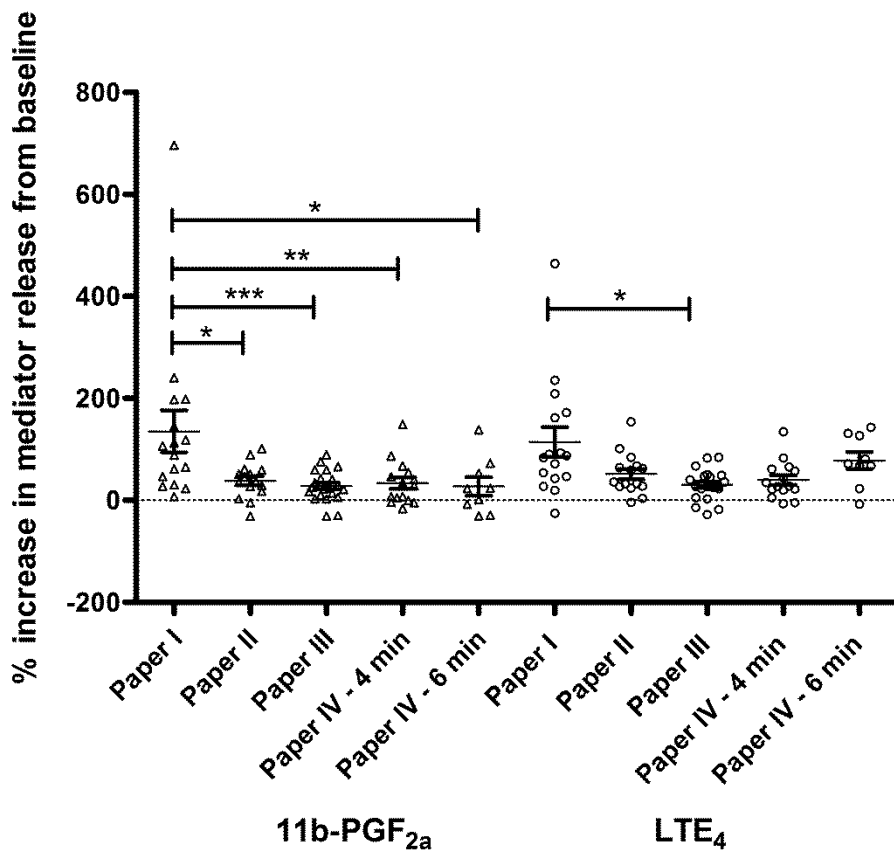 % increase in mediator release from baseline
800
600
400
200
0
-200
*
**
***
*
*
Paper I
Paper II
Paper III
Paper IV - 4 min
Paper IV - 6 min
Paper I
Paper II
Paper III
Paper IV - 4 min
Paper IV - 6 min
11b-PGF2a
LTE4